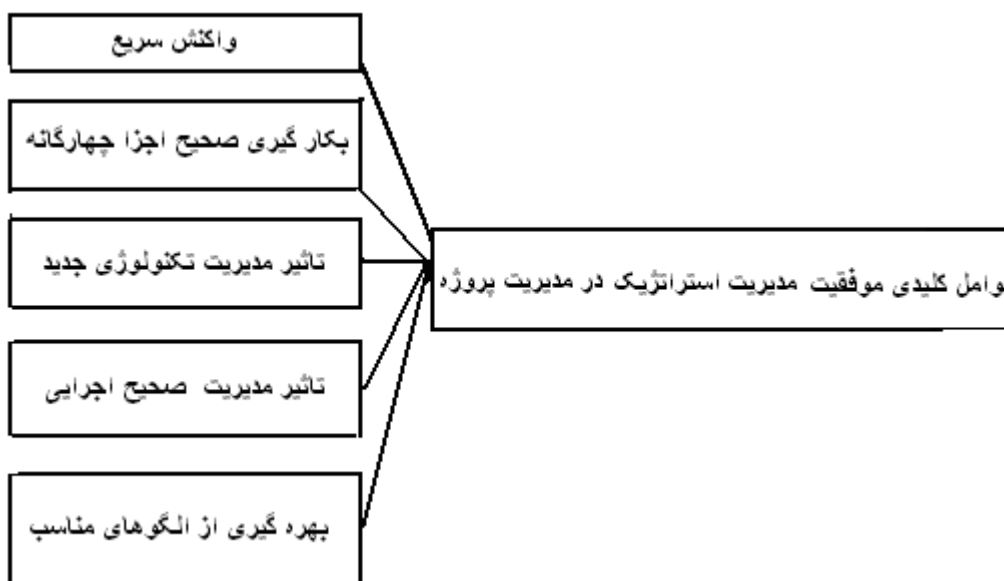 واکنش سریع
بکار گیری صحیح اجزا چهارگانه
تاثیر مدیریت تکنولوژی جدید
وامل کلیدی موفقیت مدیریت استراتژیک در مدیریت پروژه
تاثیر مدیریت صحیح اجرایی
بهره گیری از الگوهای مناسب